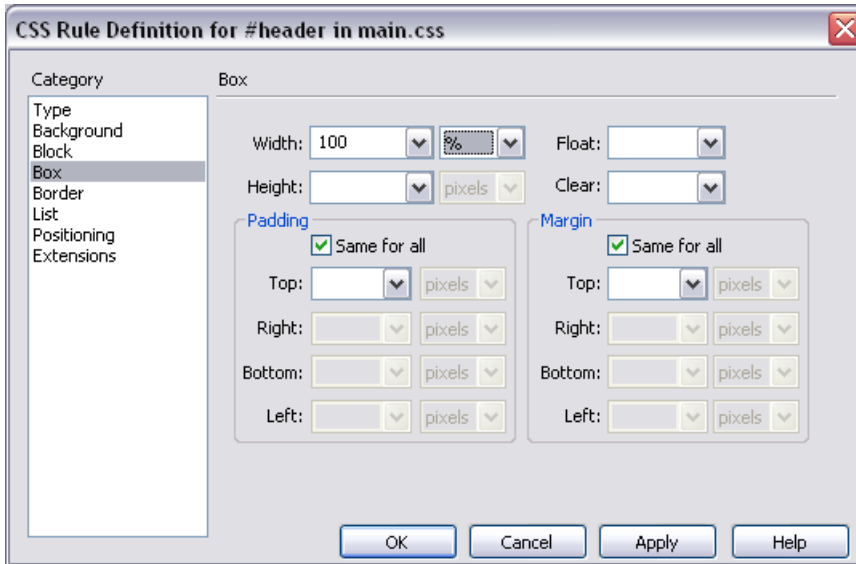 CSS Rule Definition for #header in main.css
Category
Box
Type
Background
Block
Box
Border
List
Positioning
Extensions
Width: 100 % Float:
Height: pixels Clear:
Padding
Same for all
Top: pixels
Right: pixels
Bottom: pixels
Left: pixels
Margin
Same for all
Top: pixels
Right: pixels
Bottom: pixels
Left: pixels
OK Cancel Apply Help